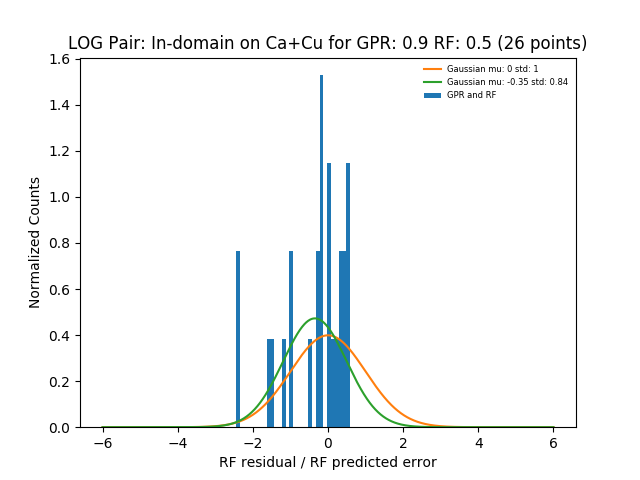 LOG Pair: In-domain on Ca+Cu for GPR: 0.9 RF: 0.5 (26 points)
Gaussian mu: 0 std: 1
Gaussian mu: -0.35 std: 0.84
GPR and RF
Normalized Counts
1.6
1.4
1.2
1.0
0.8
0.6
0.4
0.2
0.0
−6 −4 −2 0 2 4 6
RF residual / RF predicted error